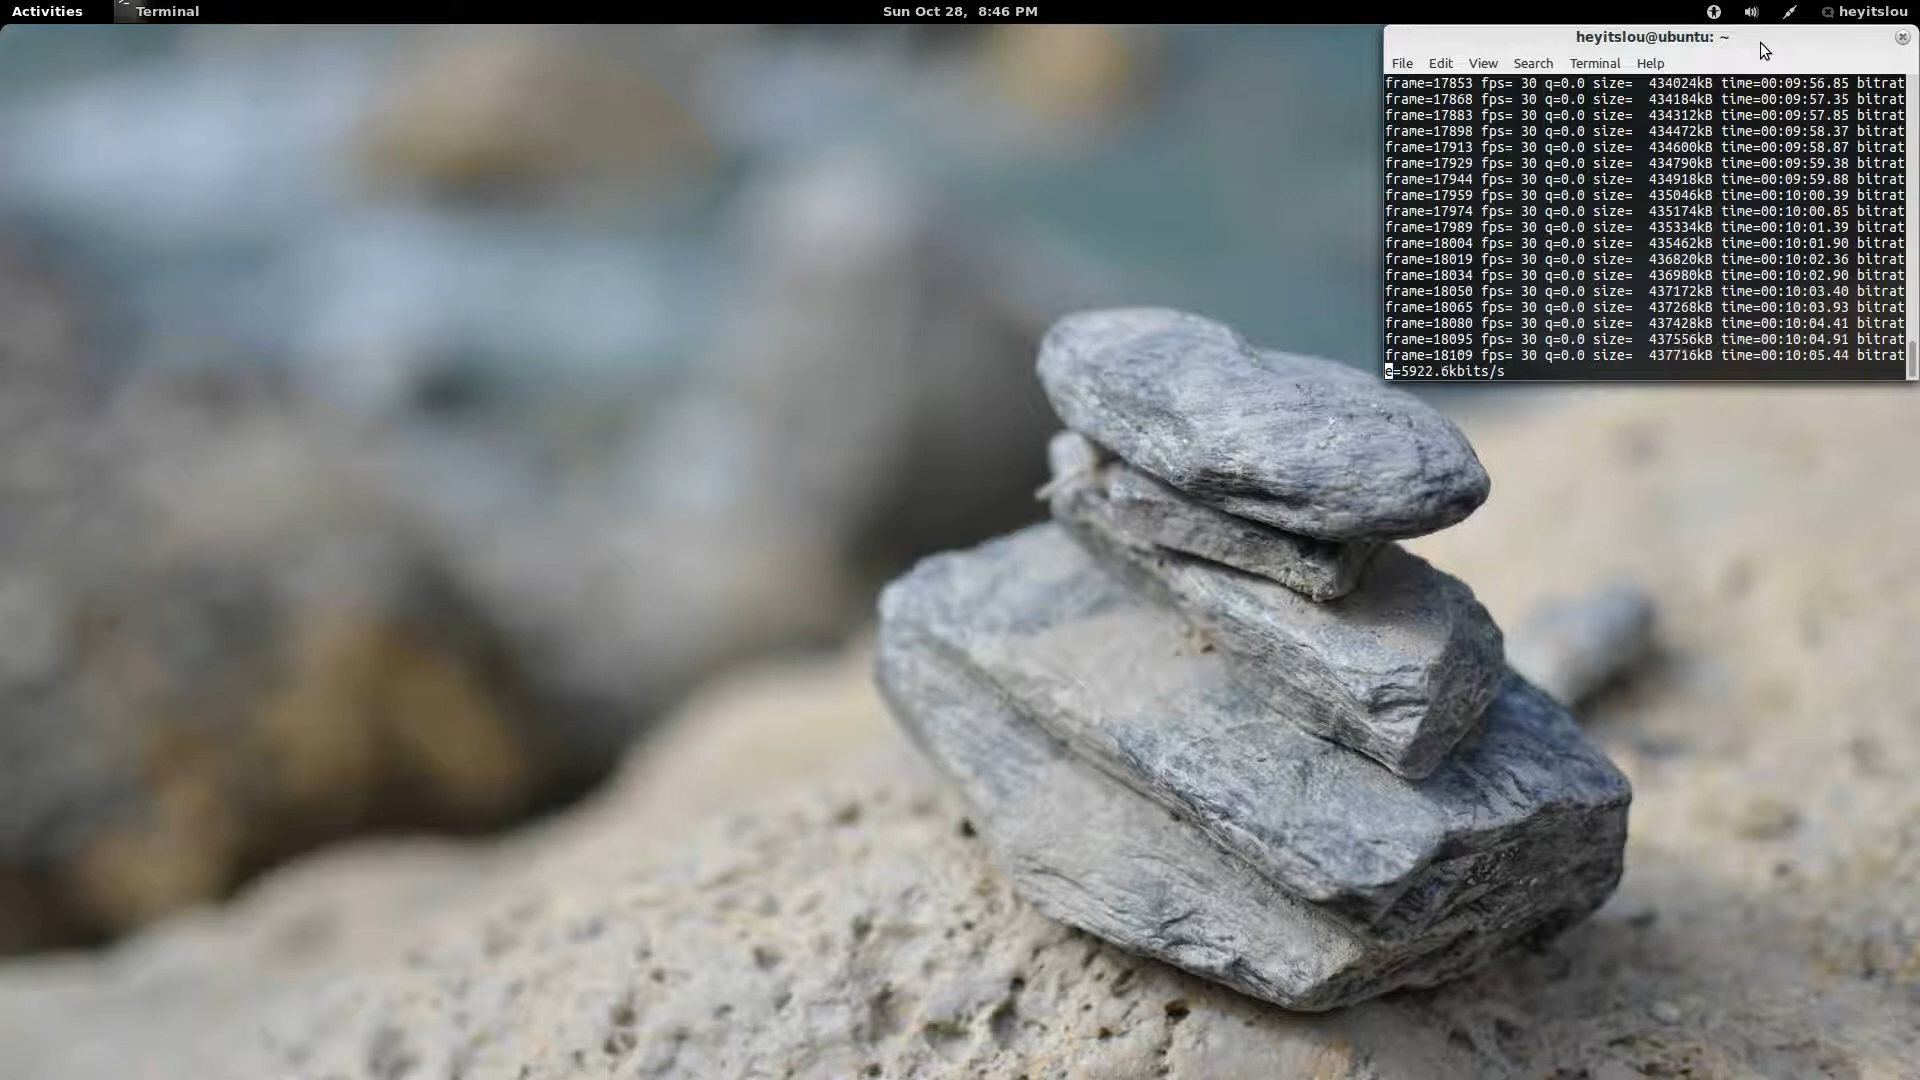 Activities Terminal Sun Oct 28, 8:46 PM heyitslou
heyitslou@ubuntu: ~
File Edit View Search Terminal Help
frame=17853 fps= 30 q=0.0 size=  434024kB time=00:09:56.85 bitrat
frame=17868 fps= 30 q=0.0 size=  434184kB time=00:09:57.35 bitrat
frame=17883 fps= 30 q=0.0 size=  434312kB time=00:09:57.85 bitrat
frame=17898 fps= 30 q=0.0 size=  434472kB time=00:09:58.37 bitrat
frame=17913 fps= 30 q=0.0 size=  434600kB time=00:09:58.87 bitrat
frame=17929 fps= 30 q=0.0 size=  434790kB time=00:09:59.38 bitrat
frame=17944 fps= 30 q=0.0 size=  434918kB time=00:09:59.88 bitrat
frame=17959 fps= 30 q=0.0 size=  435046kB time=00:10:00.39 bitrat
frame=17974 fps= 30 q=0.0 size=  435174kB time=00:10:00.85 bitrat
frame=17989 fps= 30 q=0.0 size=  435334kB time=00:10:01.39 bitrat
frame=18004 fps= 30 q=0.0 size=  435462kB time=00:10:01.90 bitrat
frame=18019 fps= 30 q=0.0 size=  436820kB time=00:10:02.36 bitrat
frame=18034 fps= 30 q=0.0 size=  436980kB time=00:10:02.90 bitrat
frame=18050 fps= 30 q=0.0 size=  437172kB time=00:10:03.40 bitrat
frame=18065 fps= 30 q=0.0 size=  437268kB time=00:10:03.93 bitrat
frame=18080 fps= 30 q=0.0 size=  437428kB time=00:10:04.41 bitrat
frame=18095 fps= 30 q=0.0 size=  437556kB time=00:10:04.91 bitrat
frame=18109 fps= 30 q=0.0 size=  437716kB time=00:10:05.44 bitrat
e=5922.6kbits/s